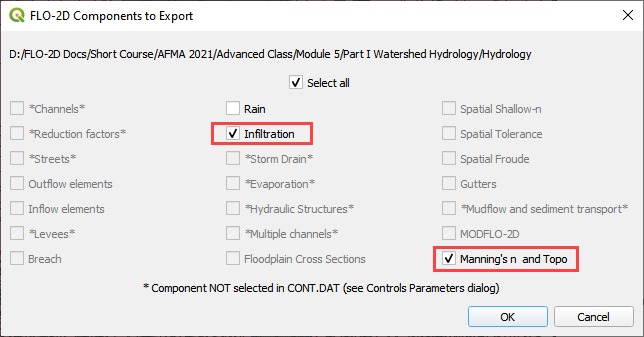 FLO-2D Components to Export
D:/FLO-2D Docs/Short Course/AFMA 2021/Advanced Class/Module 5/Part I Watershed Hydrology/Hydrology
Select all
*Channels*
Rain
Spatial Shallow-n
*Reduction factors*
Infiltration
Spatial Tolerance
*Streets*
*Storm Drain*
Spatial Froude
Outflow elements
*Evaporation*
Gutters
Inflow elements
*Hydraulic Structures*
*Mudflow and sediment transport*
*Levees*
*Multiple channels*
MODFLO-2D
Breach
Floodplain Cross Sections
Manning's n and Topo
* Component NOT selected in CONT.DAT (see Controls Parameters dialog)
OK
Cancel